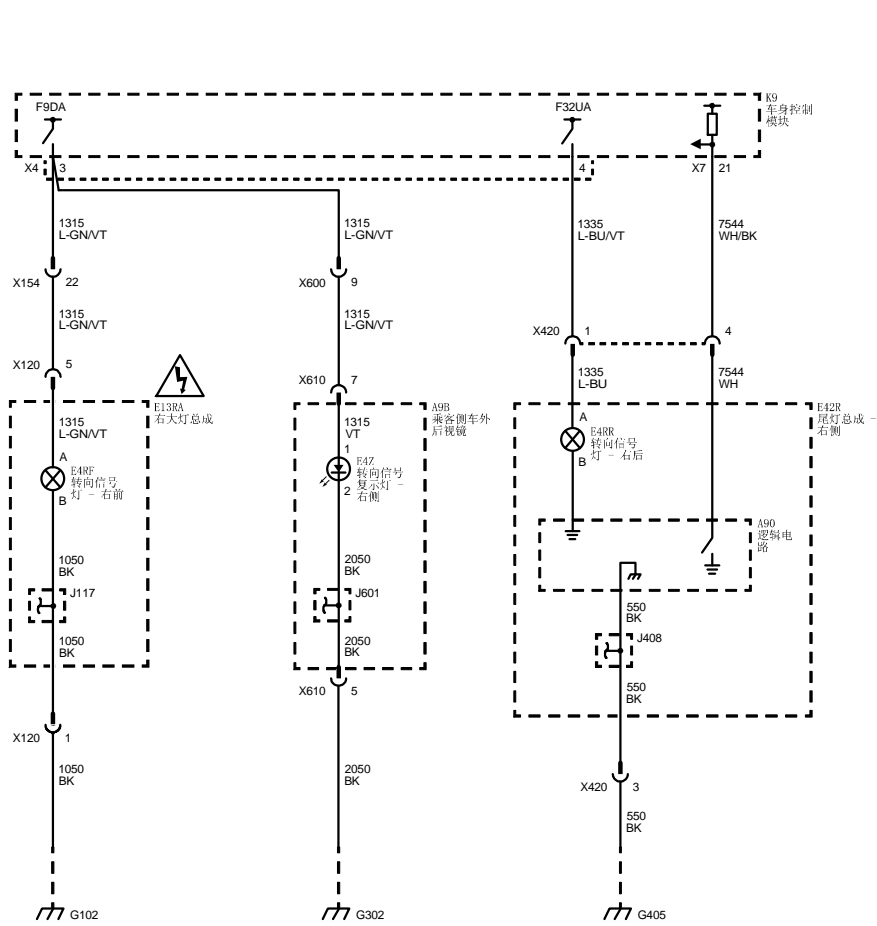 K9
车身控制
模块
F9DA
F32UA
X4
3
4
X7
21
1315
L-GN/VT
1315
L-GN/VT
1335
L-BU/VT
7544
WH/BK
X154
22
X600
9
1315
L-GN/VT
1315
L-GN/VT
X420
1
4
X120
5
X610
7
1335
L-BU
7544
WH
E13RA
右大灯总成
A9B
乘客侧车外
后视镜
E42R
尾灯总成 -
右侧
1315
L-GN/VT
1315
VT
A
E4RR
转向信号
灯 - 右后
B
A
E4RF
转向信号
灯 - 右前
B
1
E4Z
转向信号
复示灯 -
右侧
2
A90
逻辑电
路
1050
BK
2050
BK
J117
J601
550
BK
1050
BK
2050
BK
J408
550
BK
X610
5
X120
1
1050
BK
2050
BK
X420
3
550
BK
G102
G302
G405